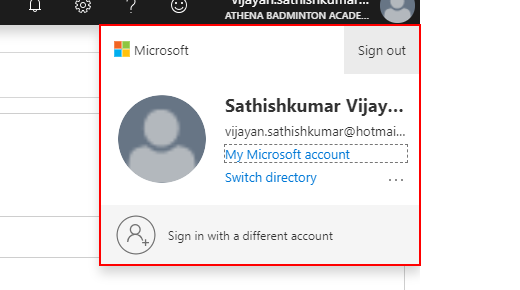 vijayan.sathishkumar...
ATHENA BADMINTON ACADE...
Microsoft
Sign out
Sathishkumar Vijay...
vijayan.sathishkumar@hotmai...
My Microsoft account
Switch directory
...
Sign in with a different account